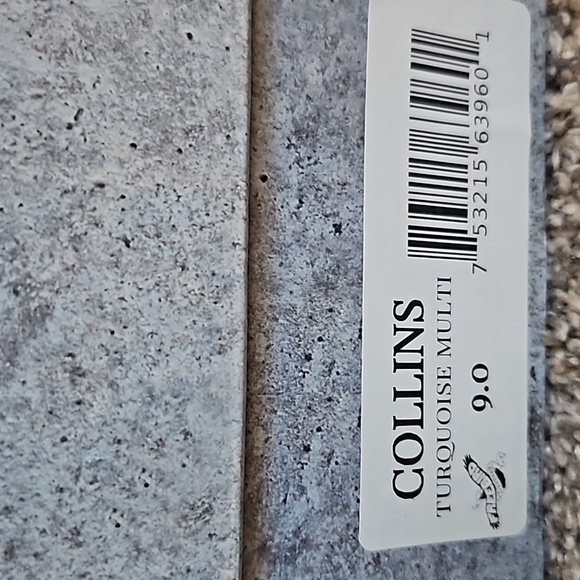 COLLINS
TURQUOISE MULTI
9.0
7 53215 63960 1